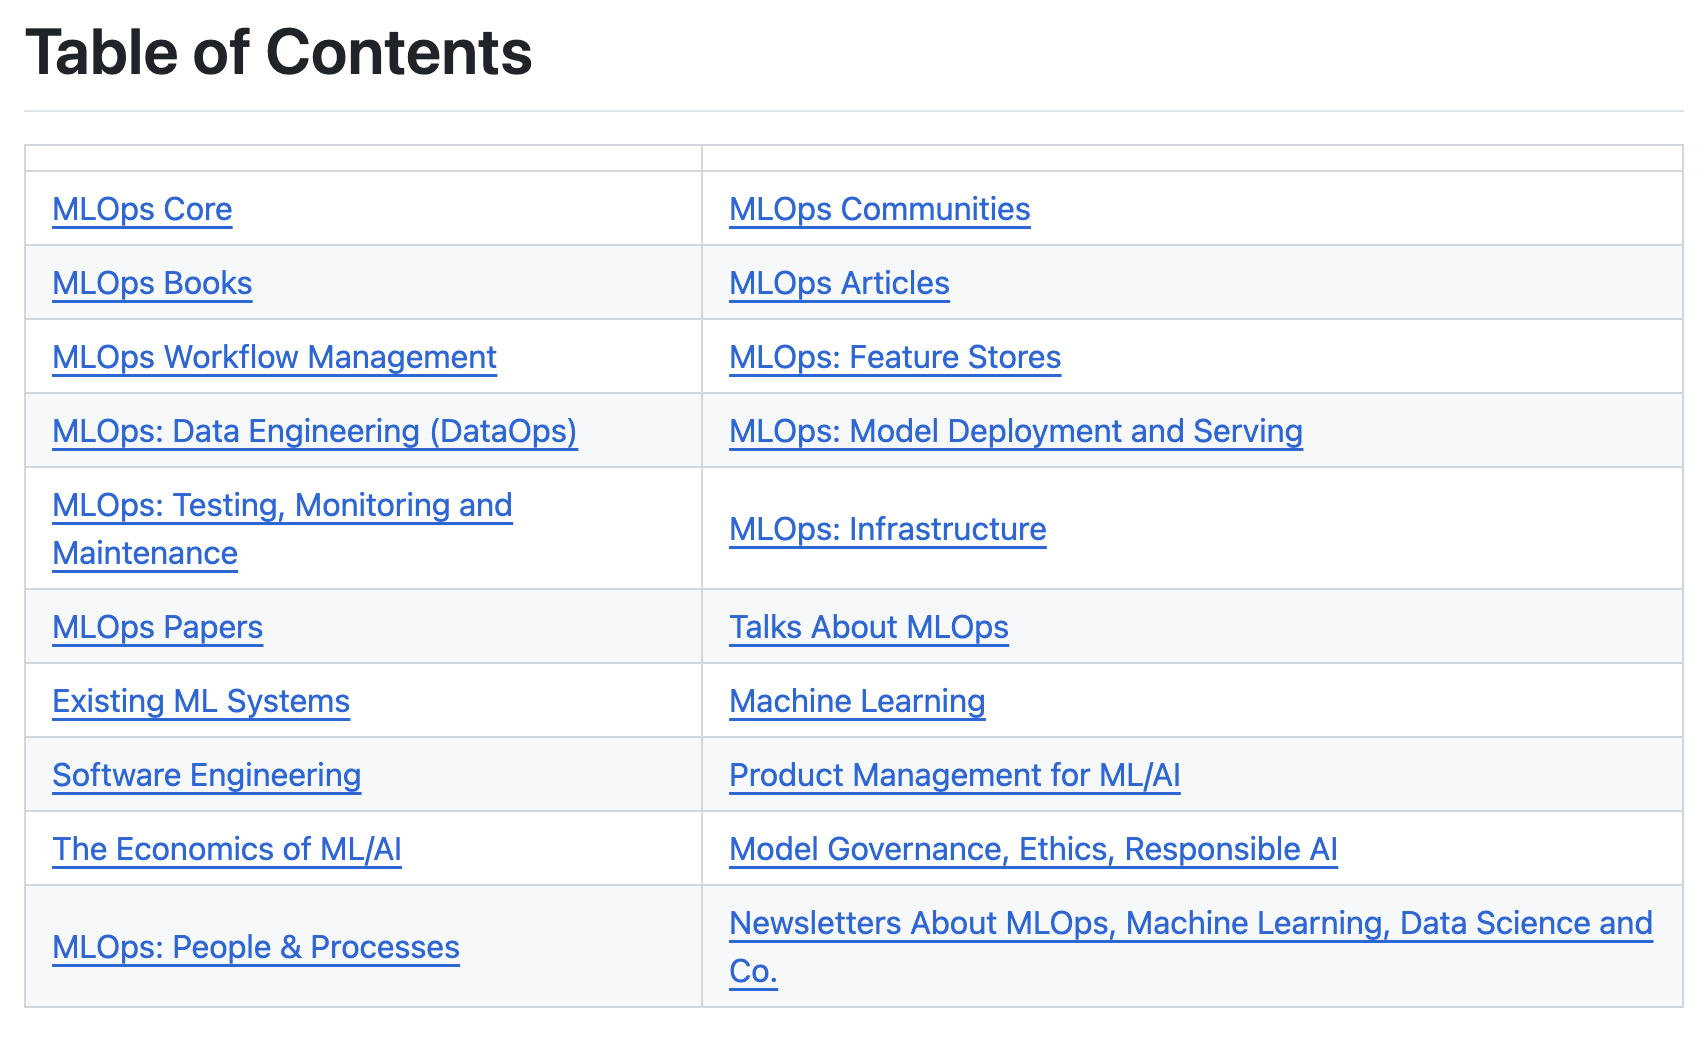 Table of Contents
MLOps Core
MLOps Communities
MLOps Books
MLOps Articles
MLOps Workflow Management
MLOps: Feature Stores
MLOps: Data Engineering (DataOps)
MLOps: Model Deployment and Serving
MLOps: Testing, Monitoring and
Maintenance
MLOps: Infrastructure
MLOps Papers
Talks About MLOps
Existing ML Systems
Machine Learning
Software Engineering
Product Management for ML/AI
The Economics of ML/AI
Model Governance, Ethics, Responsible AI
MLOps: People & Processes
Newsletters About MLOps, Machine Learning, Data Science and
Co.